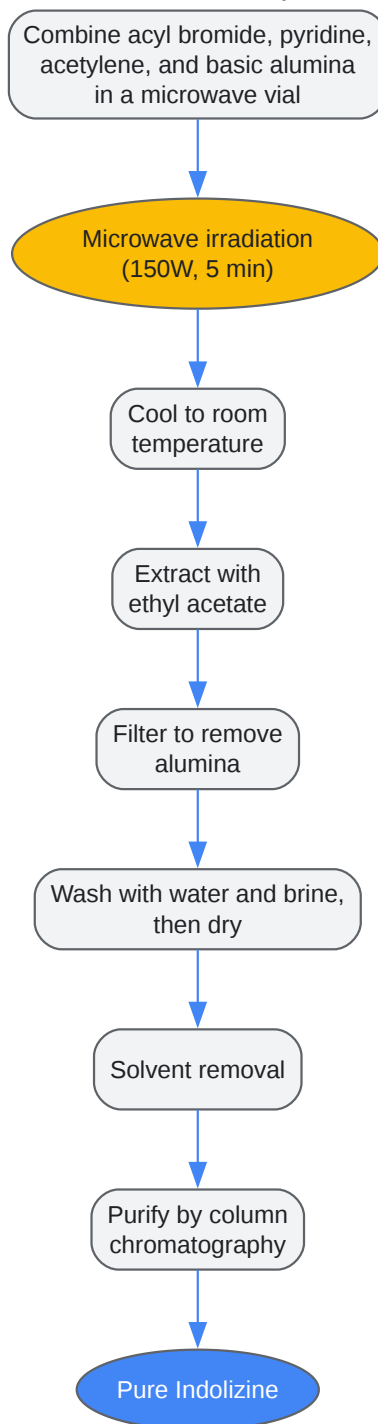 Combine acyl bromide, pyridine,
acetylene, and basic alumina
in a microwave vial
Microwave irradiation
(150W, 5 min)
Cool to room
temperature
Extract with
ethyl acetate
Filter to remove
alumina
Wash with water and brine,
then dry
Solvent removal
Purify by column
chromatography
Pure Indolizine